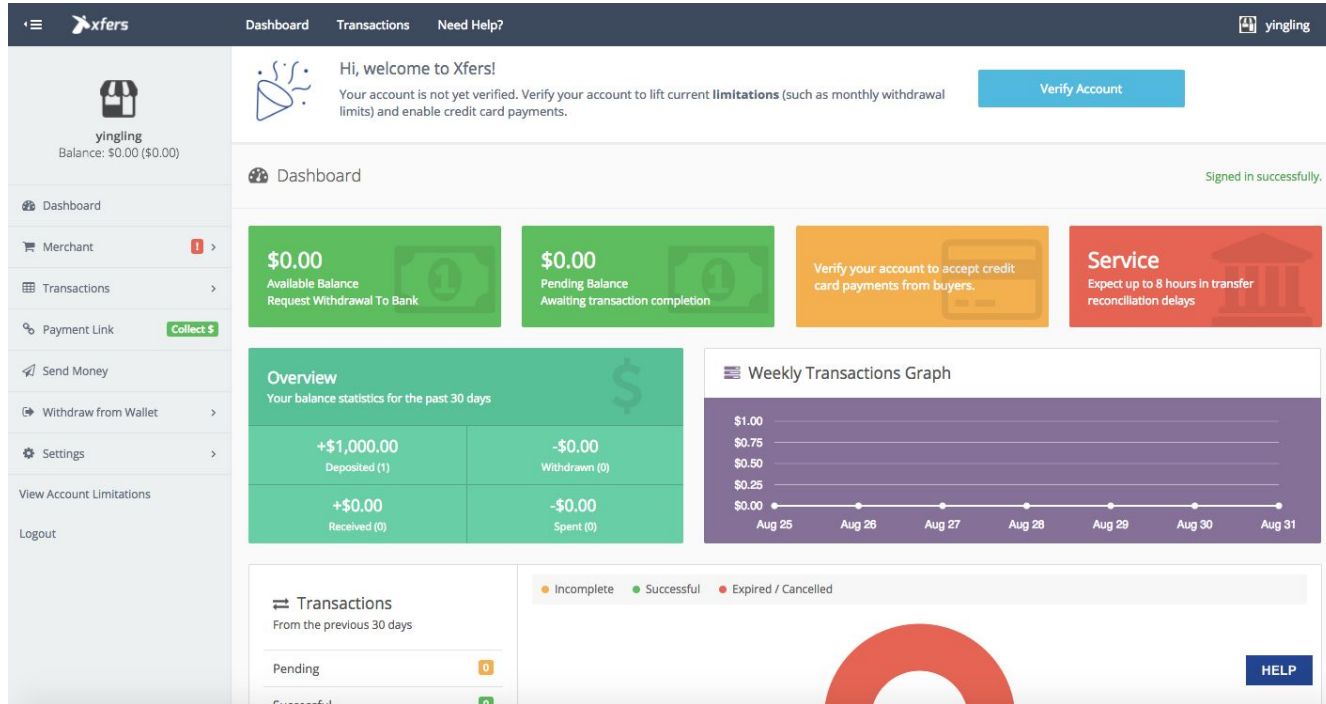 xfers
Dashboard
Transactions
Need Help?
yingling
yingling
Balance: $0.00 ($0.00)
Dashboard
Merchant
!
Transactions
Payment Link
Collect $
Send Money
Withdraw from Wallet
Settings
View Account Limitations
Logout
Hi, welcome to Xfers!
Your account is not yet verified. Verify your account to lift current limitations (such as monthly withdrawal
limits) and enable credit card payments.
Verify Account
Dashboard
Signed in successfully.
$0.00
Available Balance
Request Withdrawal To Bank
$0.00
Pending Balance
Awaiting transaction completion
Verify your account to accept credit
card payments from buyers.
Service
Expect up to 8 hours in transfer
reconciliation delays
Overview
Your balance statistics for the past 30 days
+$1,000.00
Deposited (1)
-$0.00
Withdrawn (0)
+$0.00
Received (0)
-$0.00
Spent (0)
Weekly Transactions Graph
$1.00
$0.75
$0.50
$0.25
$0.00
Aug 25
Aug 26
Aug 27
Aug 28
Aug 29
Aug 30
Aug 31
Transactions
From the previous 30 days
Pending
0
Incomplete
Successful
Expired / Cancelled
HELP